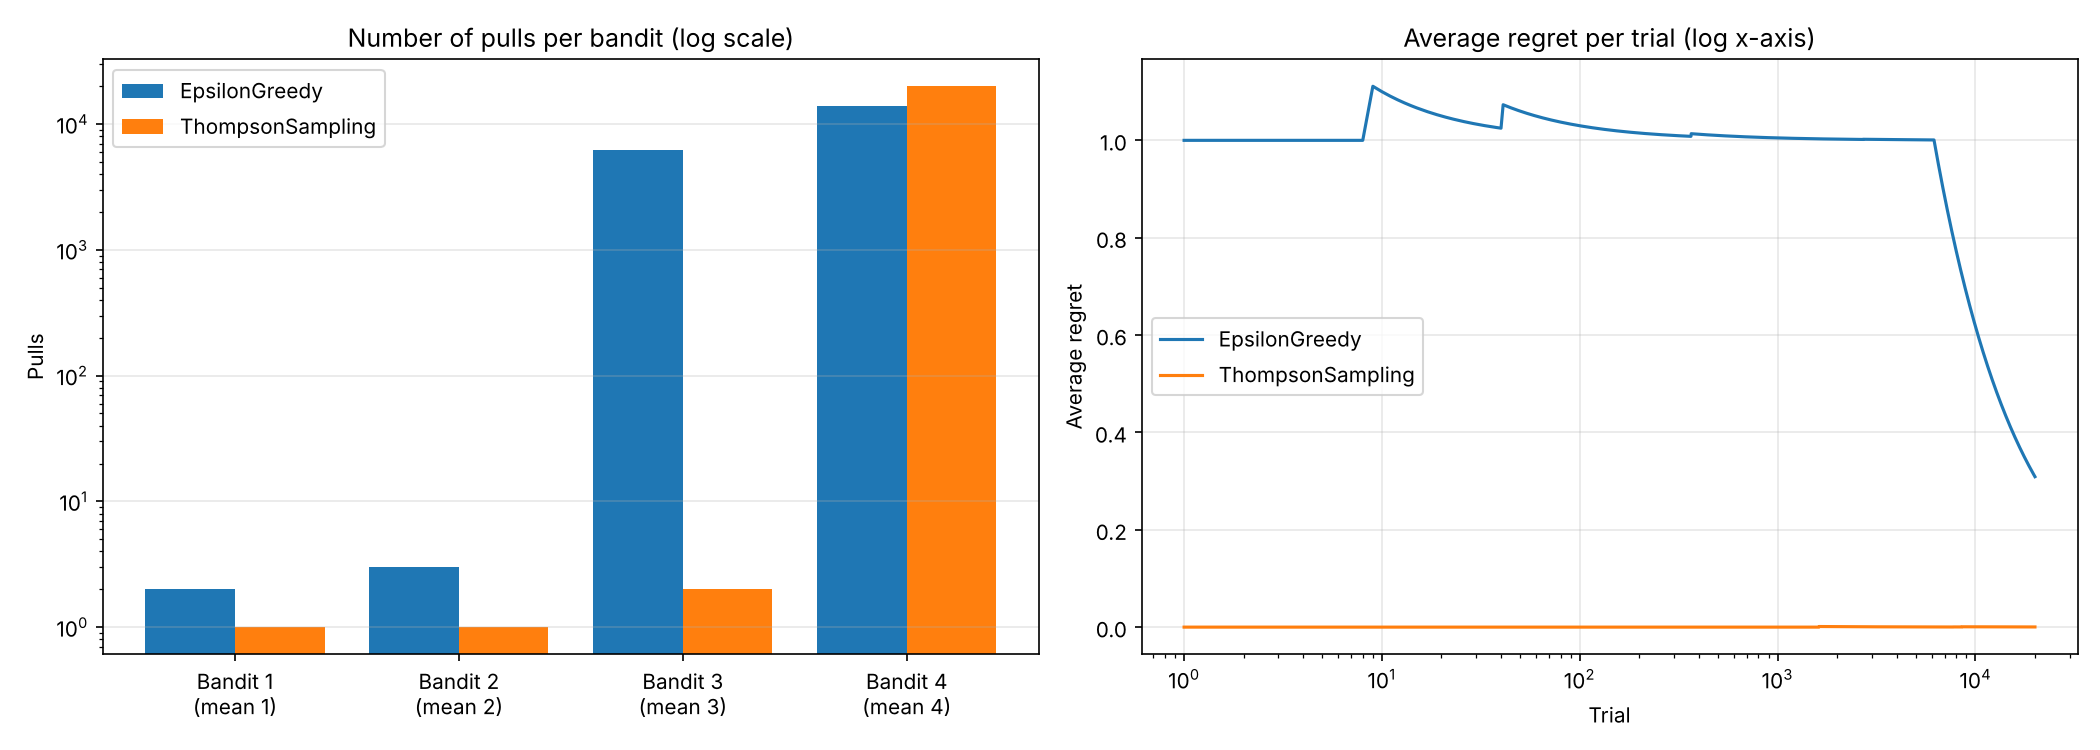 Number of pulls per bandit (log scale)
EpsilonGreedy
ThompsonSampling
Pulls
10⁴
10³
10²
10¹
10⁰
Bandit 1
(mean 1)
Bandit 2
(mean 2)
Bandit 3
(mean 3)
Bandit 4
(mean 4)
Average regret per trial (log x-axis)
EpsilonGreedy
ThompsonSampling
Average regret
1.0
0.8
0.6
0.4
0.2
0.0
10⁰
10¹
10²
10³
10⁴
Trial